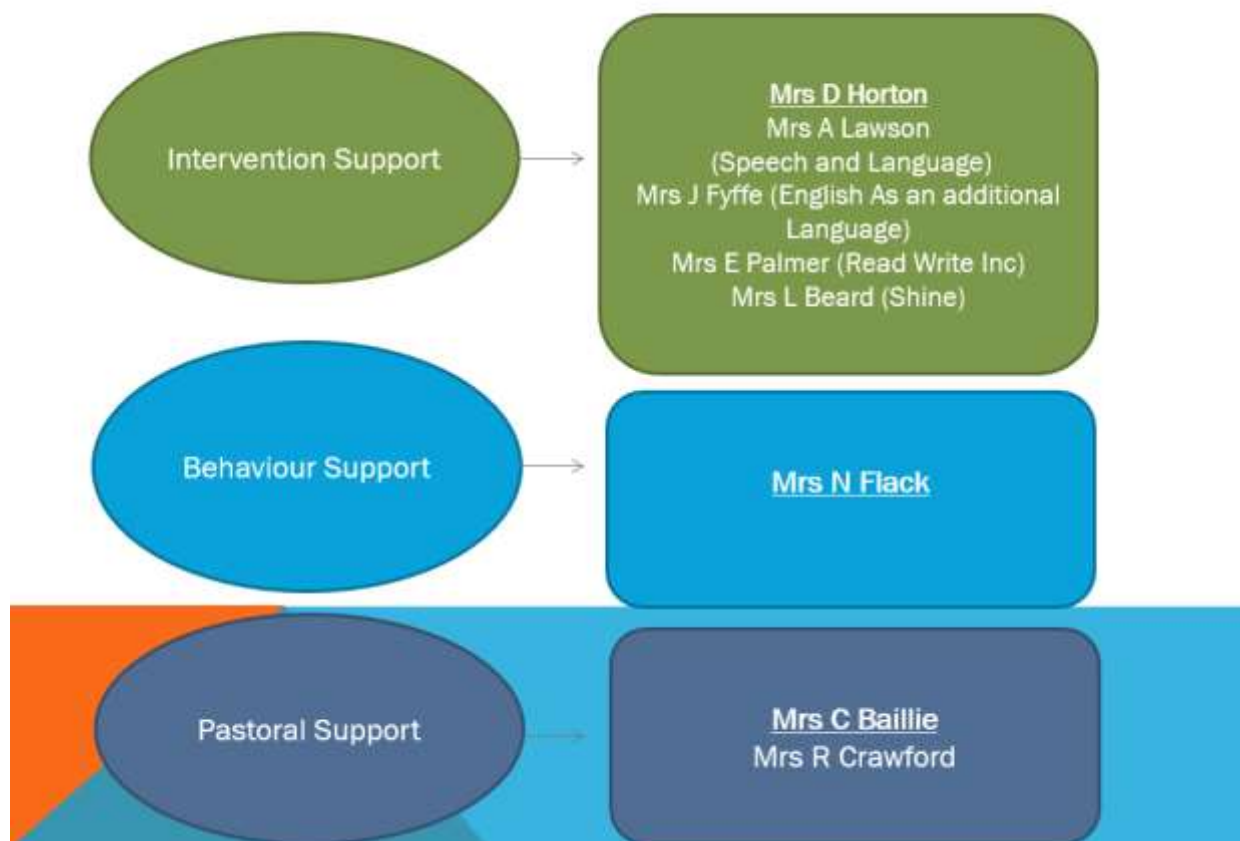 Intervention Support
Mrs D Horton
Mrs A Lawson
(Speech and Language)
Mrs J Fyffe (English As an additional
Language)
Mrs E Palmer (Read Write Inc)
Mrs L Beard (Shine)
Behaviour Support
Mrs N Flack
Pastoral Support
Mrs C Baillie
Mrs R Crawford